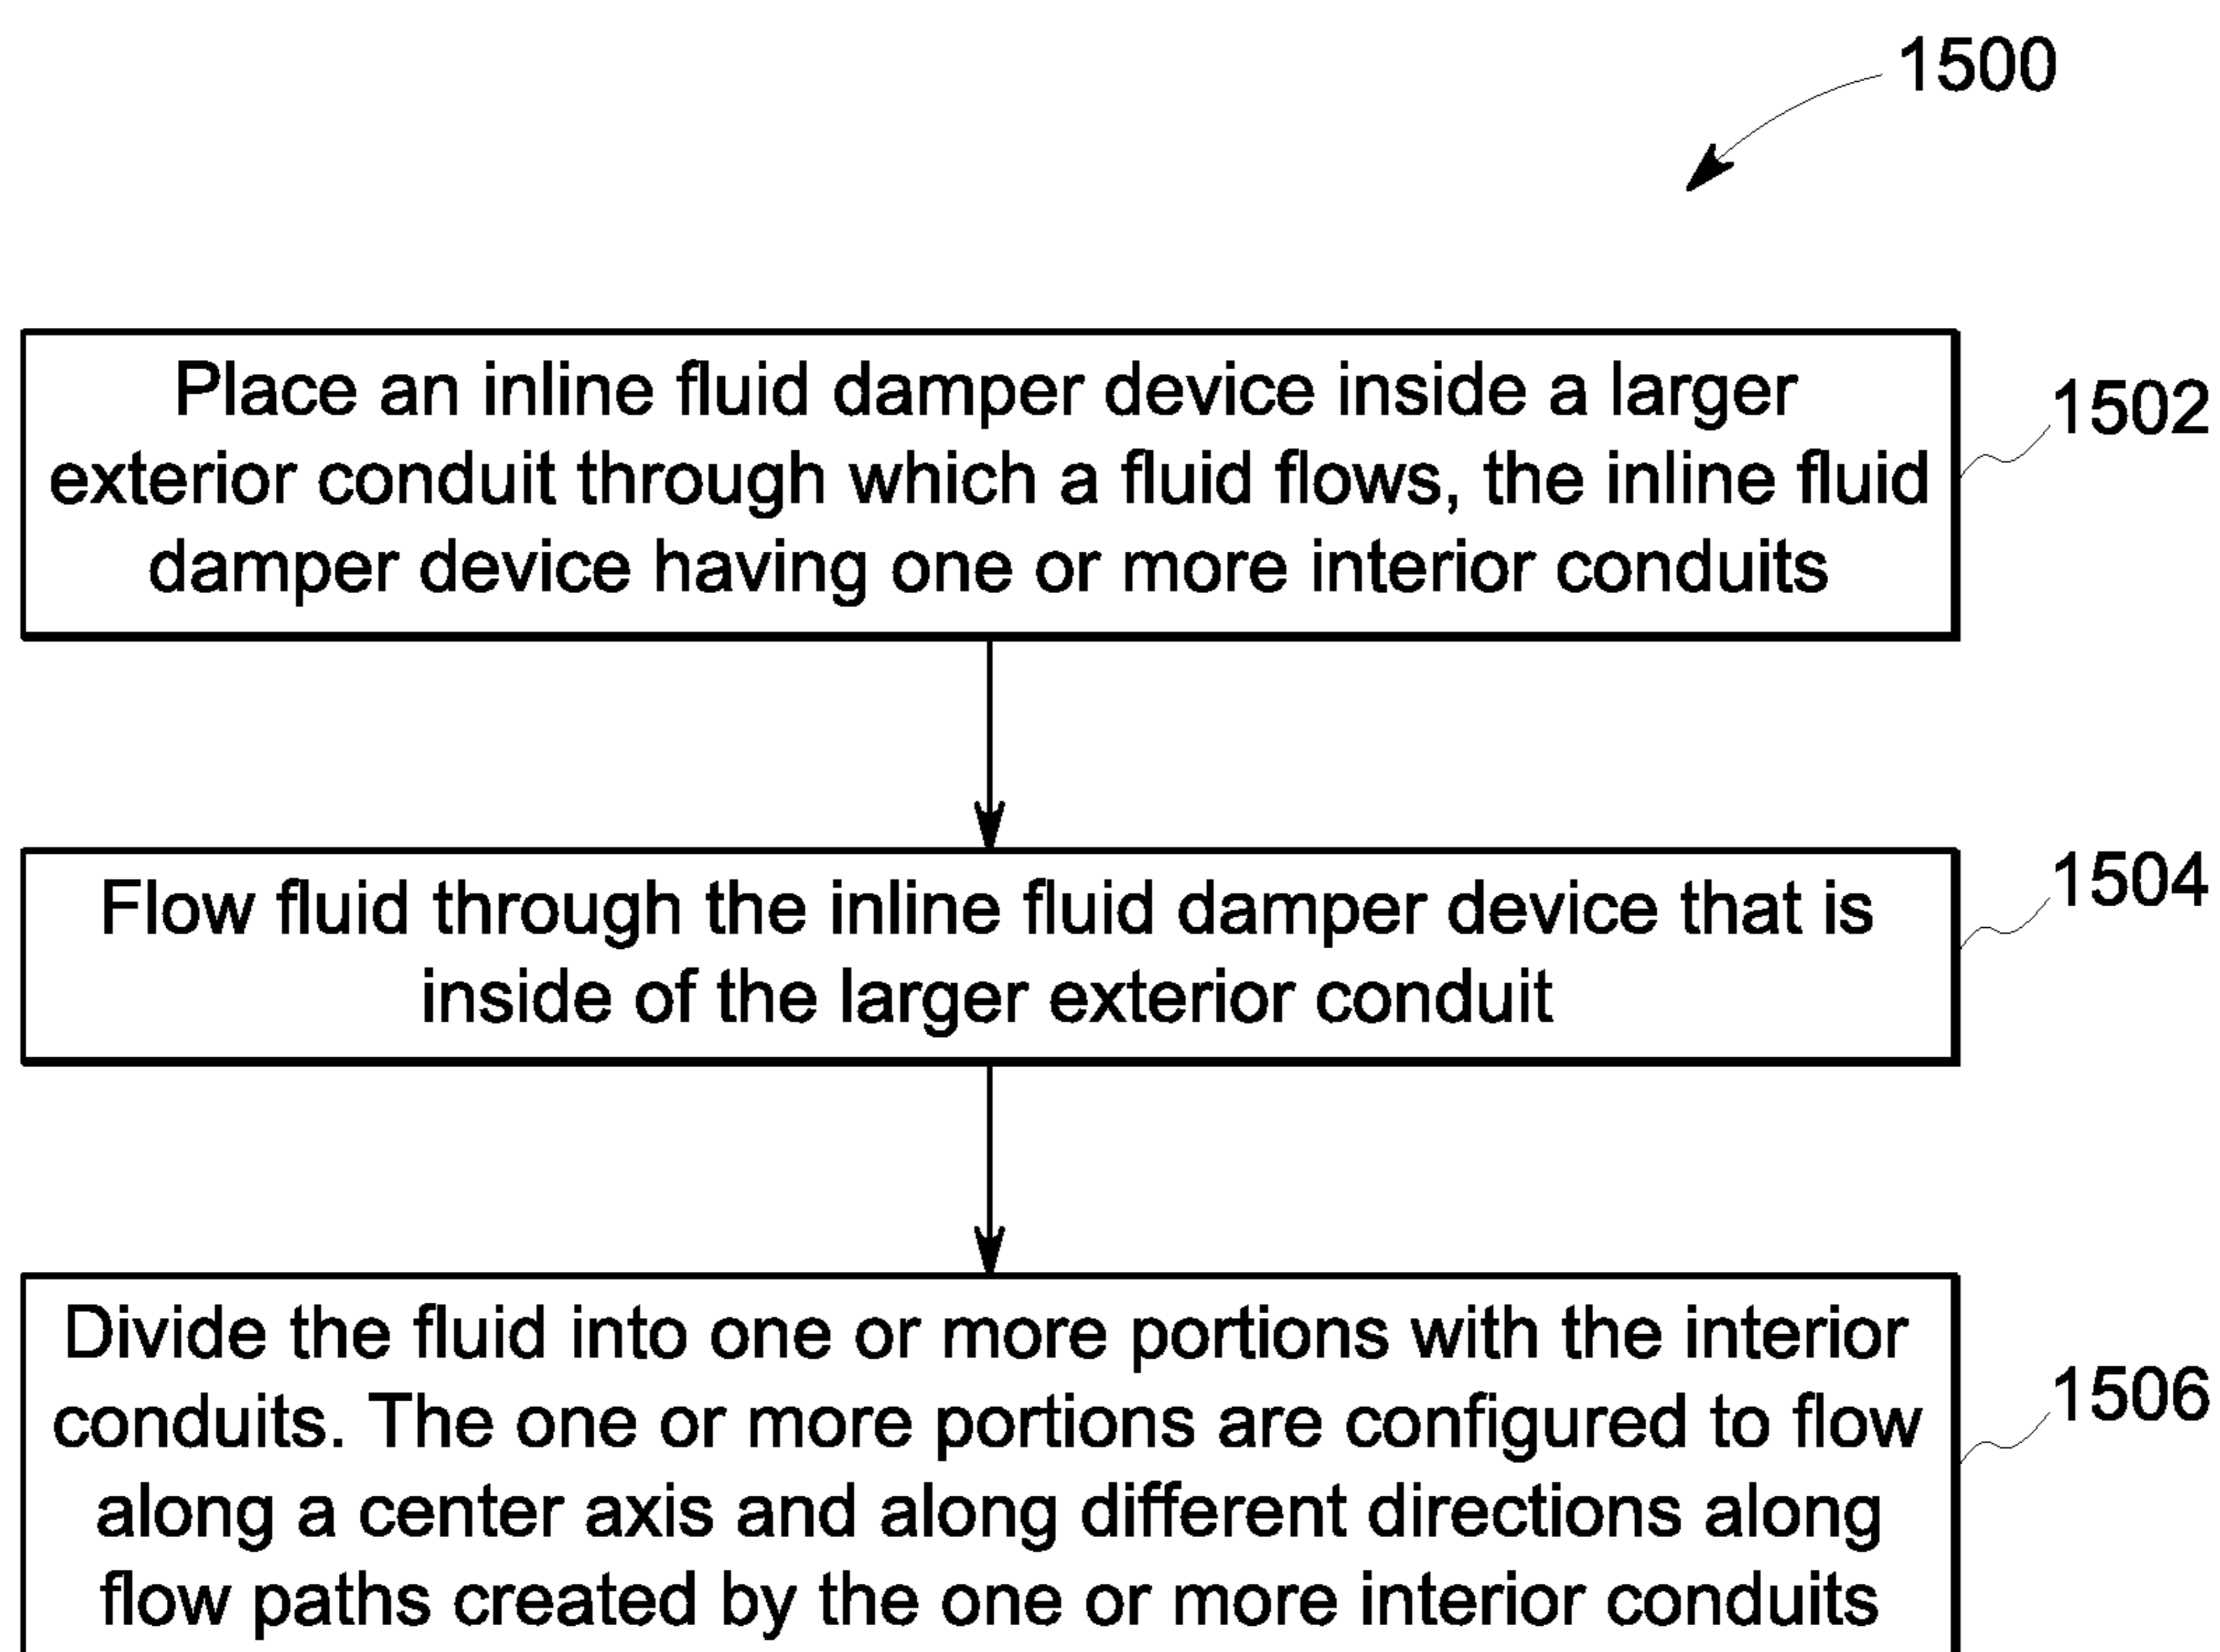 1500
Place an inline fluid damper device inside a larger
exterior conduit through which a fluid flows, the inline fluid
damper device having one or more interior conduits
1502
Flow fluid through the inline fluid damper device that is
inside of the larger exterior conduit
1504
Divide the fluid into one or more portions with the interior
conduits. The one or more portions are configured to flow
along a center axis and along different directions along
flow paths created by the one or more interior conduits
1506